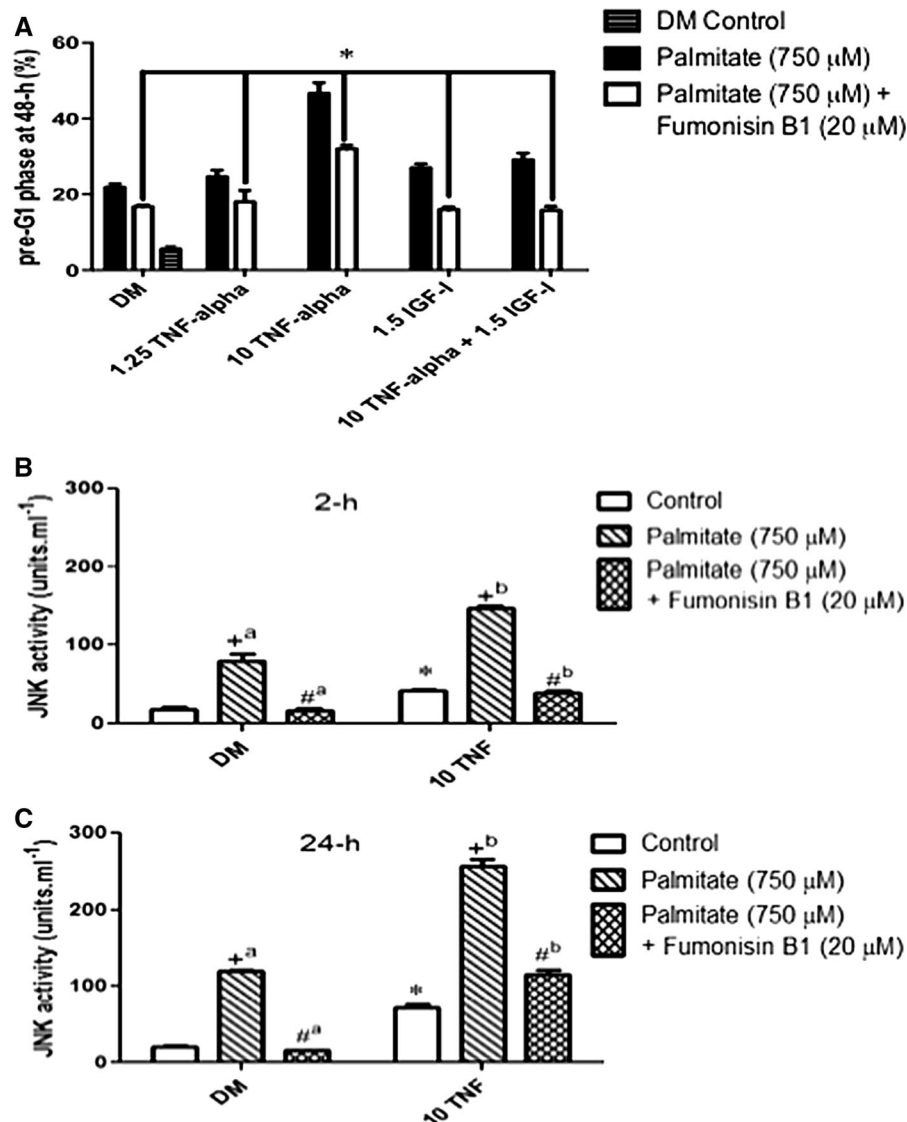 A
pre-G1 phase at 48-h (%)
60
40
20
0
*
DM
1.25 TNF-alpha
10 TNF-alpha
1.5 IGF-I
10 TNF-alpha + 1.5 IGF-I
DM Control
Palmitate (750 μM)
Palmitate (750 μM) +
Fumonisin B1 (20 μM)
B
JNK activity (units.ml⁻¹)
300
200
100
0
2-h
+ᵃ
#ᵃ
*
+ᵇ
#ᵇ
DM
10 TNF
Control
Palmitate (750 μM)
Palmitate (750 μM)
+ Fumonisin B1 (20 μM)
C
JNK activity (units.ml⁻¹)
300
200
100
0
24-h
+ᵃ
#ᵃ
*
+ᵇ
#ᵇ
DM
10 TNF
Control
Palmitate (750 μM)
Palmitate (750 μM)
+ Fumonisin B1 (20 μM)